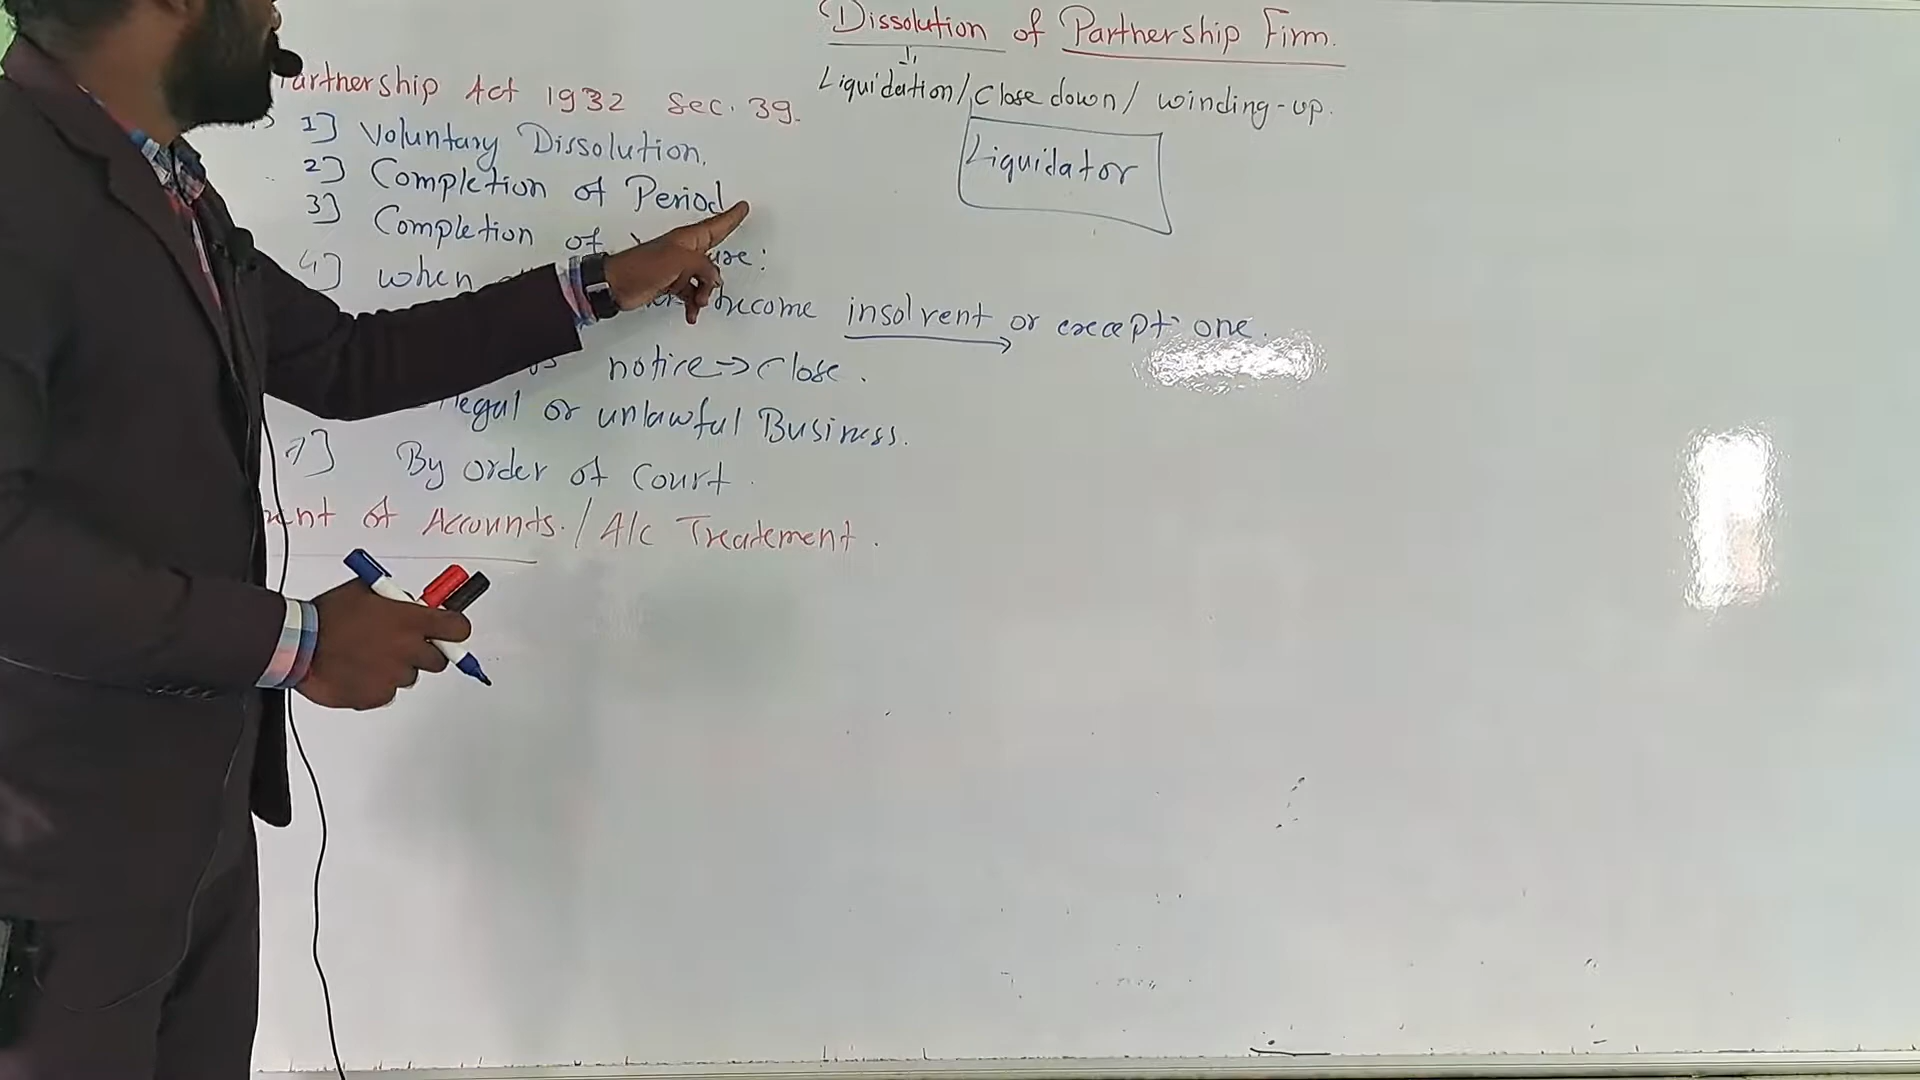 Dissolution of Partnership Firm.
Liquidation/Close down/ winding-up.
Liquidator
Partnership Act 1932 Sec. 39.
1] Voluntary Dissolution.
2] Completion of Period
3] Completion of
4] when become insolvent or except one.
notice → Close.
or unlawful Business.
7] By order of Court.
of Accounts. / A/c Treatement.